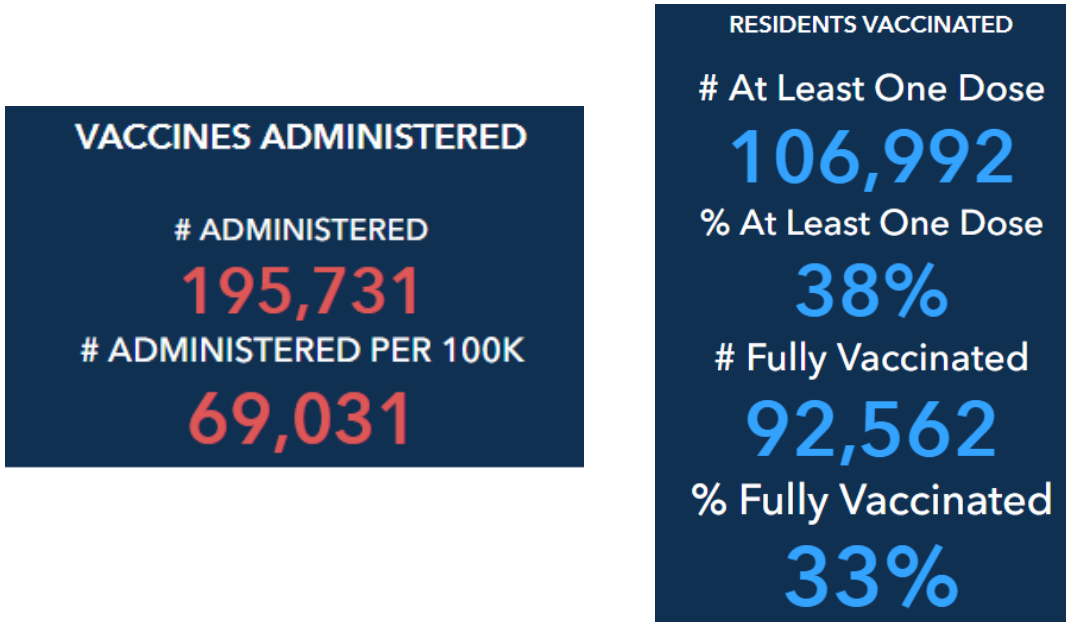 VACCINES ADMINISTERED
# ADMINISTERED
195,731
# ADMINISTERED PER 100K
69,031
RESIDENTS VACCINATED
# At Least One Dose
106,992
% At Least One Dose
38%
# Fully Vaccinated
92,562
% Fully Vaccinated
33%